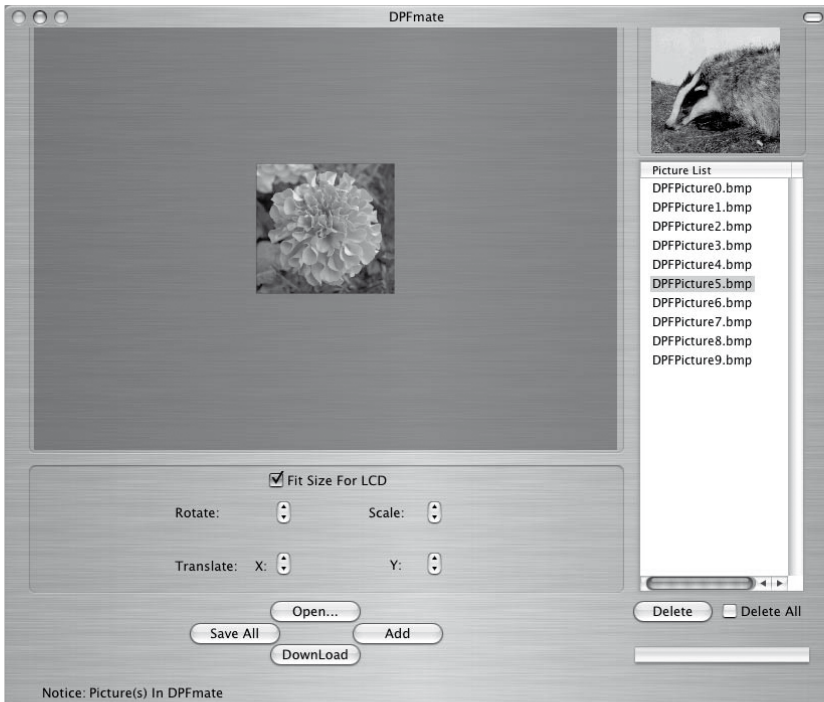 DPFmate
Picture List
DPFPicture0.bmp
DPFPicture1.bmp
DPFPicture2.bmp
DPFPicture3.bmp
DPFPicture4.bmp
DPFPicture5.bmp
DPFPicture6.bmp
DPFPicture7.bmp
DPFPicture8.bmp
DPFPicture9.bmp
Fit Size For LCD
Rotate: Scale:
Translate: X: Y:
Open...
Save All Add
DownLoad
Delete Delete All
Notice: Picture(s) In DPFmate